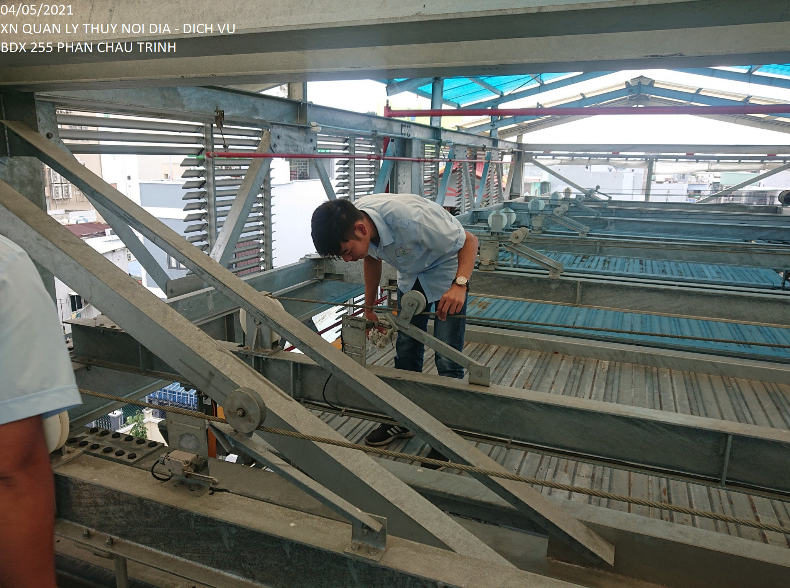 04/05/2021
XN QUAN LY THUY NOI DIA - DICH VU
BDX 255 PHAN CHAU TRINH